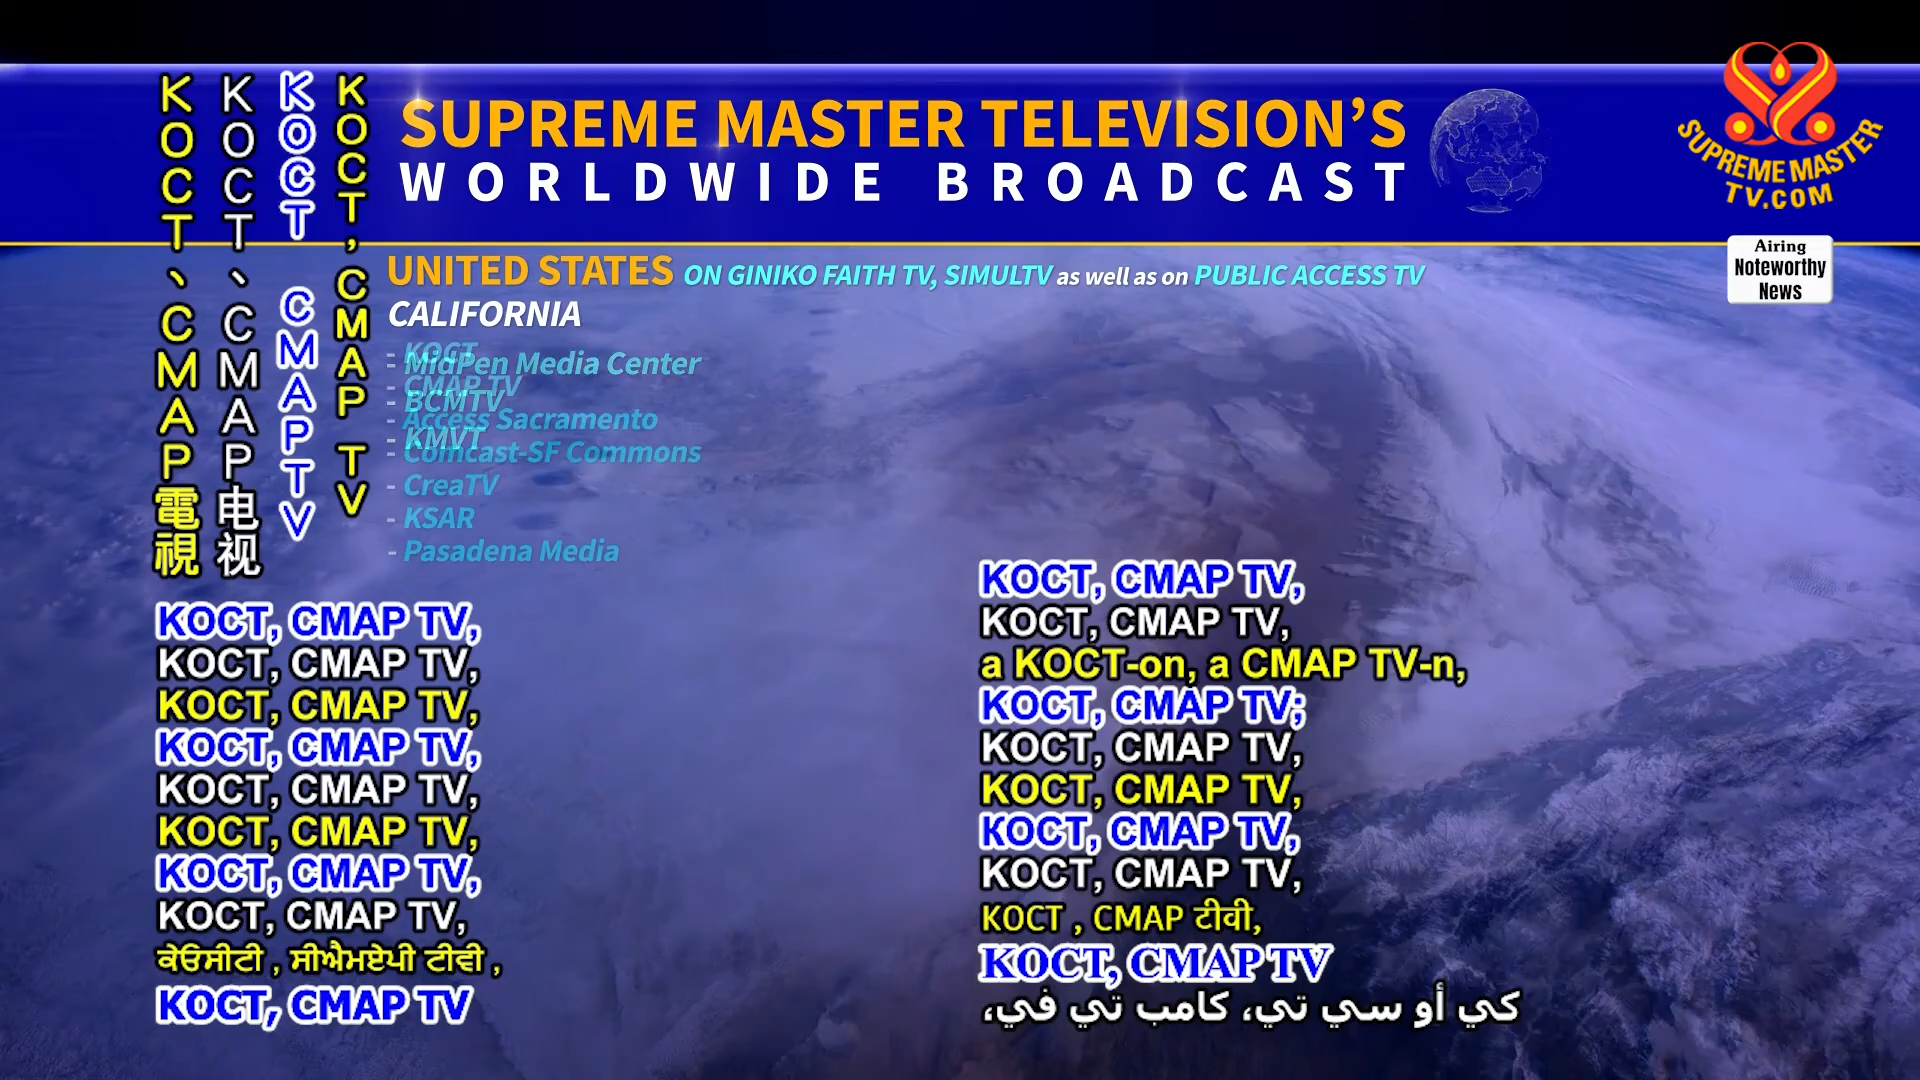 KOCT、CMAP電視
KOCT、CMAP电视
KOCT CMAPTV
KOCT, CMAP TV
SUPREME MASTER TELEVISION’S
WORLDWIDE BROADCAST
SUPREME MASTER
TV.COM
Airing
Noteworthy
News
UNITED STATES ON GINIKO FAITH TV, SIMULTV as well as on PUBLIC ACCESS TV
CALIFORNIA
- KOCT
- MidPen Media Center
- CMAP TV
- BCMTV
- Access Sacramento
- KMVT
- Comcast-SF Commons
- CreaTV
- KSAR
- Pasadena Media
KOCT, CMAP TV,
KOCT, CMAP TV,
KOCT, CMAP TV,
KOCT, CMAP TV,
KOCT, CMAP TV,
KOCT, CMAP TV,
KOCT, CMAP TV,
KOCT, CMAP TV,
ਕੇਓਸੀਟੀ , ਸੀਐਮਏਪੀ ਟੀਵੀ ,
KOCT, CMAP TV
KOCT, CMAP TV,
KOCT, CMAP TV,
a KOCT-on, a CMAP TV-n,
KOCT, CMAP TV;
KOCT, CMAP TV,
KOCT, CMAP TV,
KOCT, CMAP TV,
KOCT, CMAP TV,
KOCT , CMAP टीवी,
KOCT, CMAP TV
كي أو سي تي، كامب تي في،